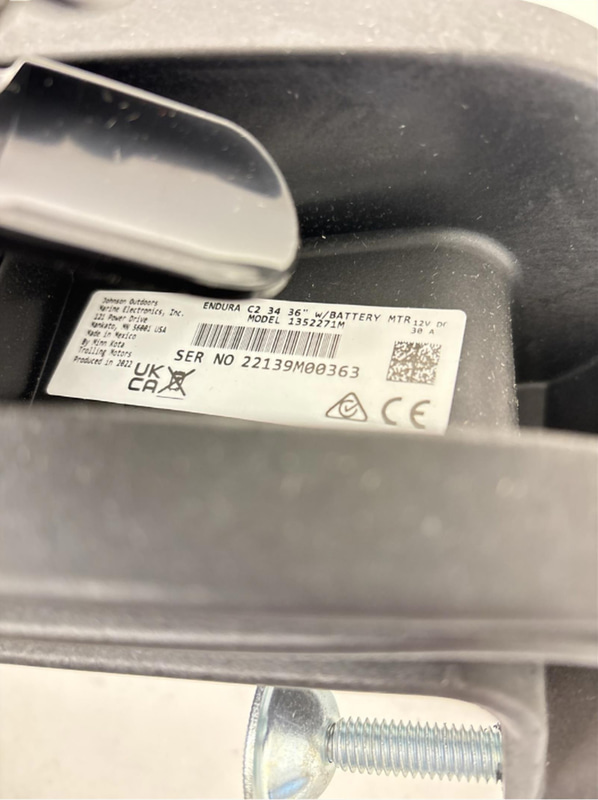 Johnson Outdoors
Marine Electronics, Inc.
121 Power Drive
Mankato, MN 56001 USA
Made in Mexico
By Minn Kota
Trolling Motors
Produced in 2022
ENDURA C2 34 36" W/BATTERY MTR
MODEL 1352271M
12V DC
30 A
SER NO 22139M00363
UK
CA
CE